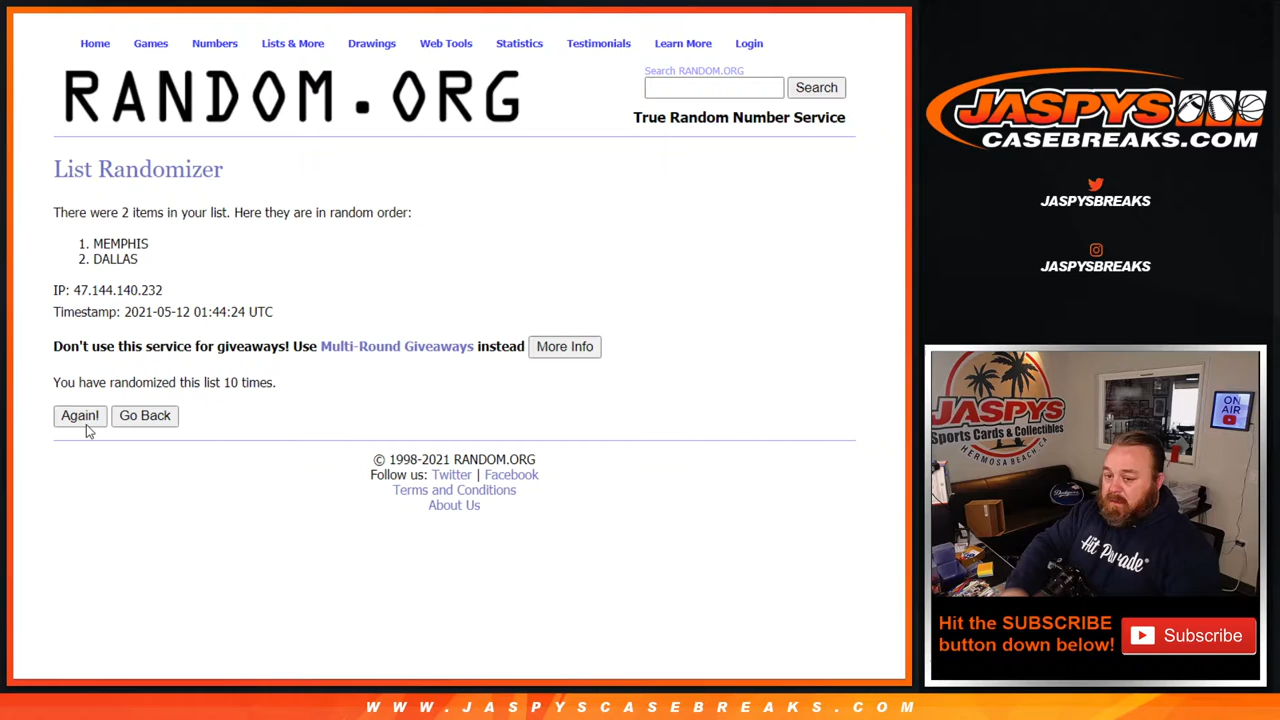 Home Games Numbers Lists & More Drawings Web Tools Statistics Testimonials Learn More Login
RANDOM.ORG
Search RANDOM.ORG
Search
True Random Number Service
List Randomizer
There were 2 items in your list. Here they are in random order:
1. MEMPHIS
2. DALLAS
IP: 47.144.140.232
Timestamp: 2021-05-12 01:44:24 UTC
Don't use this service for giveaways! Use Multi-Round Giveaways instead More Info
You have randomized this list 10 times.
Again! Go Back
© 1998-2021 RANDOM.ORG
Follow us: Twitter | Facebook
Terms and Conditions
About Us
JASPYS
CASEBREAKS.COM
JASPYSBREAKS
JASPYSBREAKS
JASPYS
Sports Cards & Collectibles
HERMOSA BEACH, CA
ON
AIR
Dodgers
Hit Parade
Hit the SUBSCRIBE
button down below!
Subscribe
WWW.JASPYSCASEBREAKS.COM